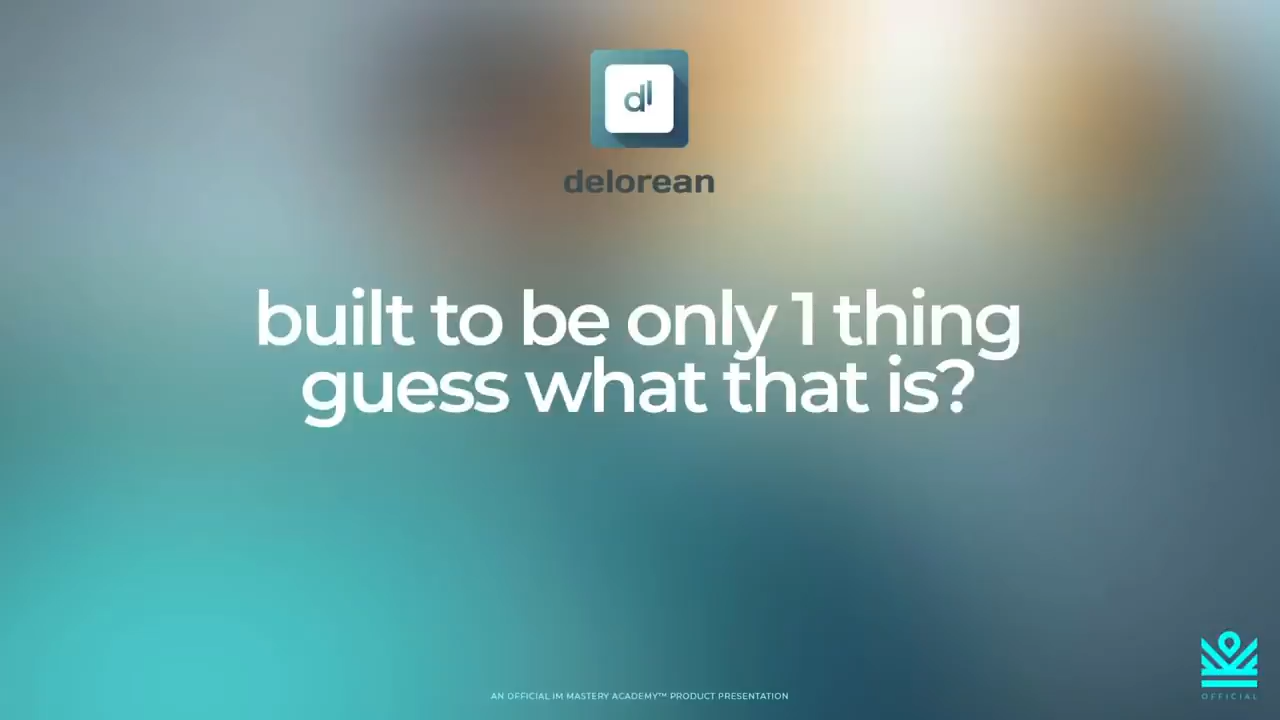 dl
delorean
built to be only 1 thing
guess what that is?
AN OFFICIAL IM MASTERY ACADEMY™ PRODUCT PRESENTATION
OFFICIAL